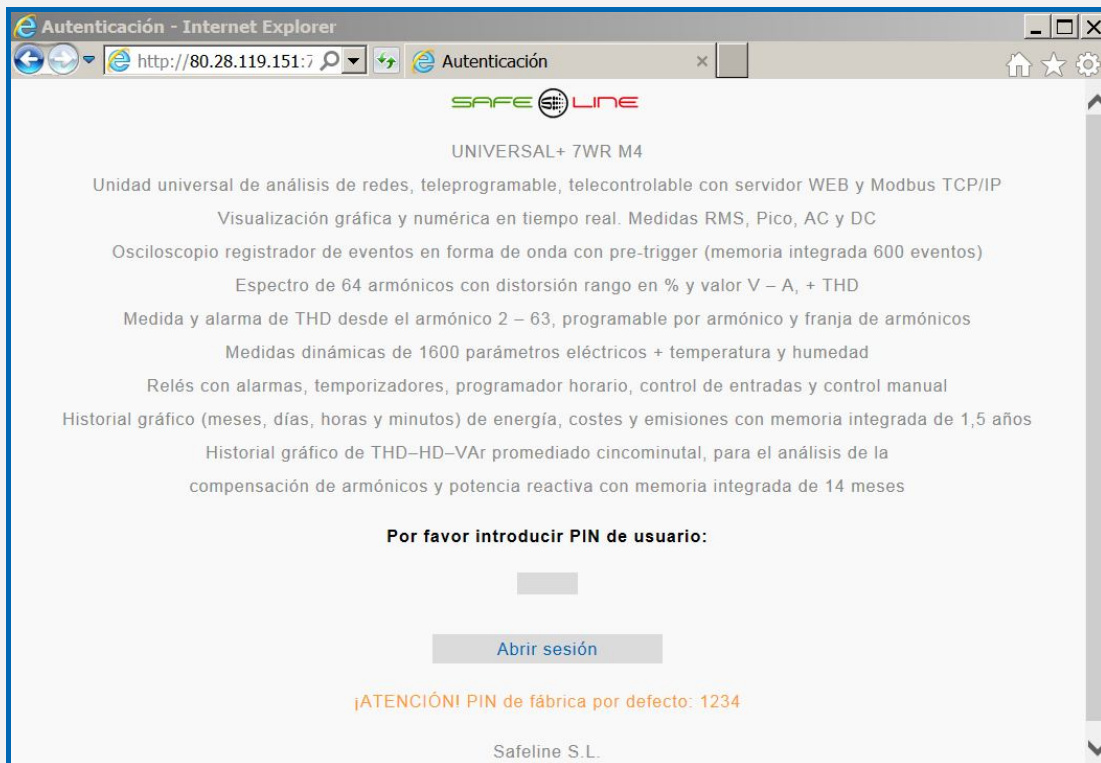 Autenticación - Internet Explorer
http://80.28.119.151:7
Autenticación
SAFE LINE
UNIVERSAL+ 7WR M4
Unidad universal de análisis de redes, teleprogramable, telecontrolable con servidor WEB y Modbus TCP/IP
Visualización gráfica y numérica en tiempo real. Medidas RMS, Pico, AC y DC
Osciloscopio registrador de eventos en forma de onda con pre-trigger (memoria integrada 600 eventos)
Espectro de 64 armónicos con distorsión rango en % y valor V – A, + THD
Medida y alarma de THD desde el armónico 2 – 63, programable por armónico y franja de armónicos
Medidas dinámicas de 1600 parámetros eléctricos + temperatura y humedad
Relés con alarmas, temporizadores, programador horario, control de entradas y control manual
Historial gráfico (meses, días, horas y minutos) de energía, costes y emisiones con memoria integrada de 1,5 años
Historial gráfico de THD–HD–VAr promediado cincominutal, para el análisis de la
compensación de armónicos y potencia reactiva con memoria integrada de 14 meses
Por favor introducir PIN de usuario:
Abrir sesión
¡ATENCIÓN! PIN de fábrica por defecto: 1234
Safeline S.L.